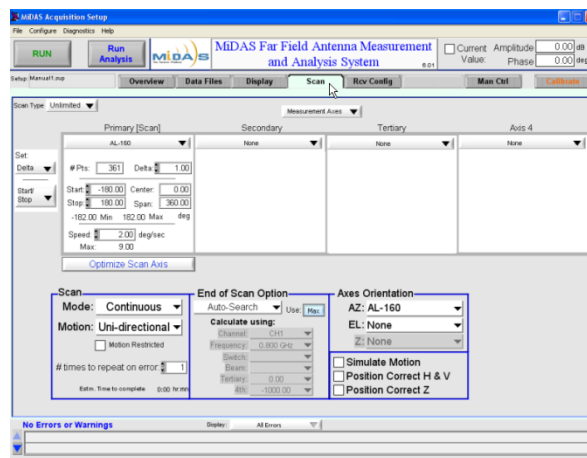 MiDAS Acquisition Setup
File Configure Diagnostics Help
RUN
Run Analysis
MiDAS
MiDAS Far Field Antenna Measurement and Analysis System 6.01
Current Value:
Amplitude 0.00 dB
Phase 0.00 deg
Setup: Manual1.mp
Overview Data Files Display Scan Rcv Config Man Ctrl Calibrate
Scan Type Unlimited
Measurement Axes
Primary [Scan] Secondary Tertiary Axis 4
AL-160 None None None
Set:
Delta
# Pts: 361 Delta: 1.00
Start/
Stop
Start: -180.00 Center: 0.00
Stop: 180.00 Span: 360.00
-182.00 Min 182.00 Max deg
Speed: 2.00 deg/sec
Max: 9.00
Optimize Scan Axis
Scan
Mode: Continuous
Motion: Uni-directional
Motion Restricted
# times to repeat on error: 1
Estm. Time to complete 0:00 hr:mn
End of Scan Option
Auto-Search Use: Max
Calculate using:
Channel: CH1
Frequency: 0.800 GHz
Switch:
Beam:
Tertiary: 0.00
4th: -1000.00
Axes Orientation
AZ: AL-160
EL: None
Z: None
Simulate Motion
Position Correct H & V
Position Correct Z
No Errors or Warnings
Display: All Errors